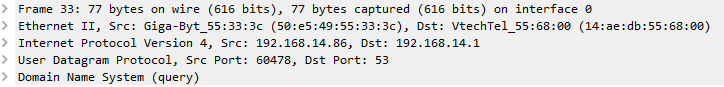 Frame 33: 77 bytes on wire (616 bits), 77 bytes captured (616 bits) on interface 0
Ethernet II, Src: Giga-Byt_55:33:3c (50:e5:49:55:33:3c), Dst: VtechTel_55:68:00 (14:ae:db:55:68:00)
Internet Protocol Version 4, Src: 192.168.14.86, Dst: 192.168.14.1
User Datagram Protocol, Src Port: 60478, Dst Port: 53
Domain Name System (query)